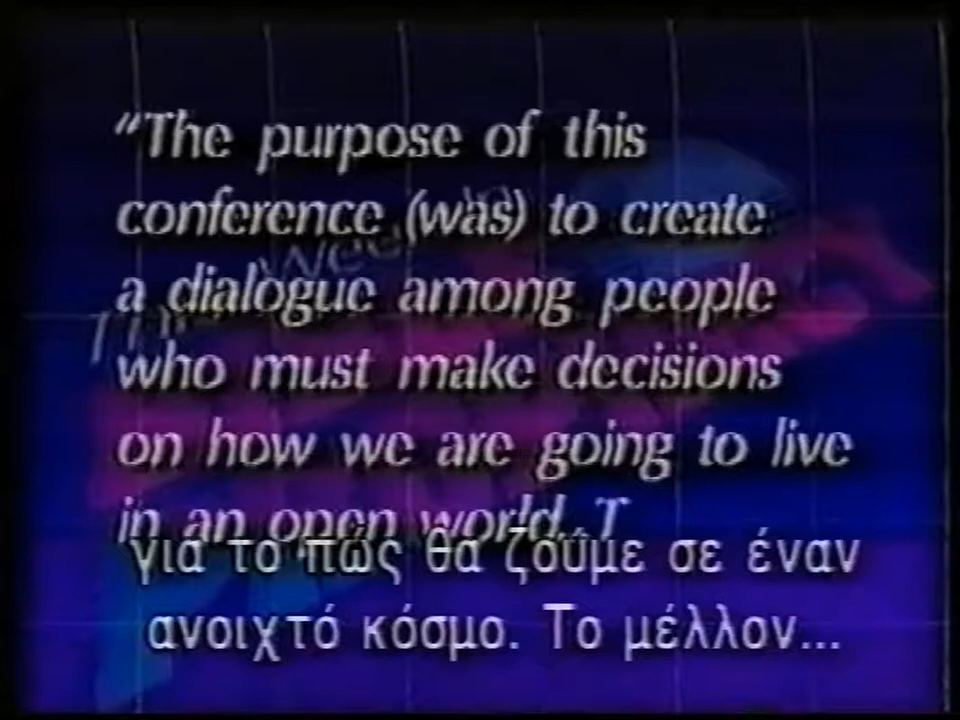 “The purpose of this
conference (was) to create
a dialogue among people
who must make decisions
on how we are going to live
in an open world. T
για το πώς θα ζούμε σε έναν
ανοιχτό κόσμο. Το μέλλον...